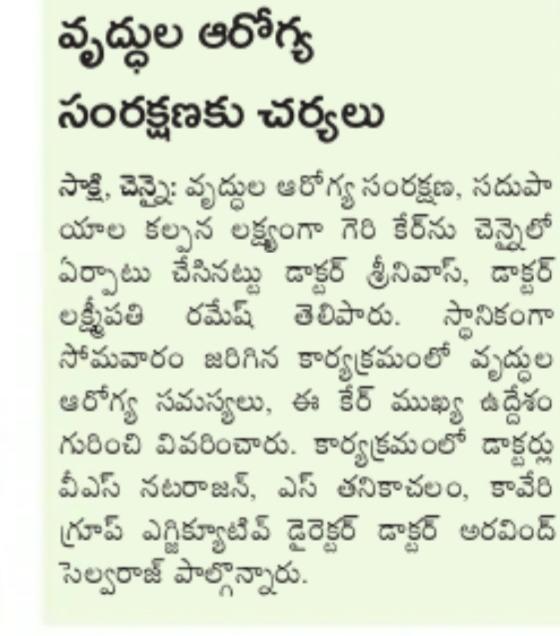 వృద్ధుల ఆరోగ్య
సంరక్షణకు చర్యలు
సాక్షి, చెన్నై: వృద్ధుల ఆరోగ్య సంరక్షణ, సదుపా
యాల కల్పన లక్ష్యంగా గెరి కేర్‌ను చెన్నైలో
ఏర్పాటు చేసినట్టు డాక్టర్ శ్రీనివాస్, డాక్టర్
లక్ష్మీపతి రమేష్ తెలిపారు. స్థానికంగా
సోమవారం జరిగిన కార్యక్రమంలో వృద్ధుల
ఆరోగ్య సమస్యలు, ఈ కేర్ ముఖ్య ఉద్దేశం
గురించి వివరించారు. కార్యక్రమంలో డాక్టర్లు
వీఎస్ నటరాజన్, ఎస్ తనికాచలం, కావేరి
గ్రూప్ ఎగ్జిక్యూటివ్ డైరెక్టర్ డాక్టర్ అరవింద్
సెల్వరాజ్ పాల్గొన్నారు.